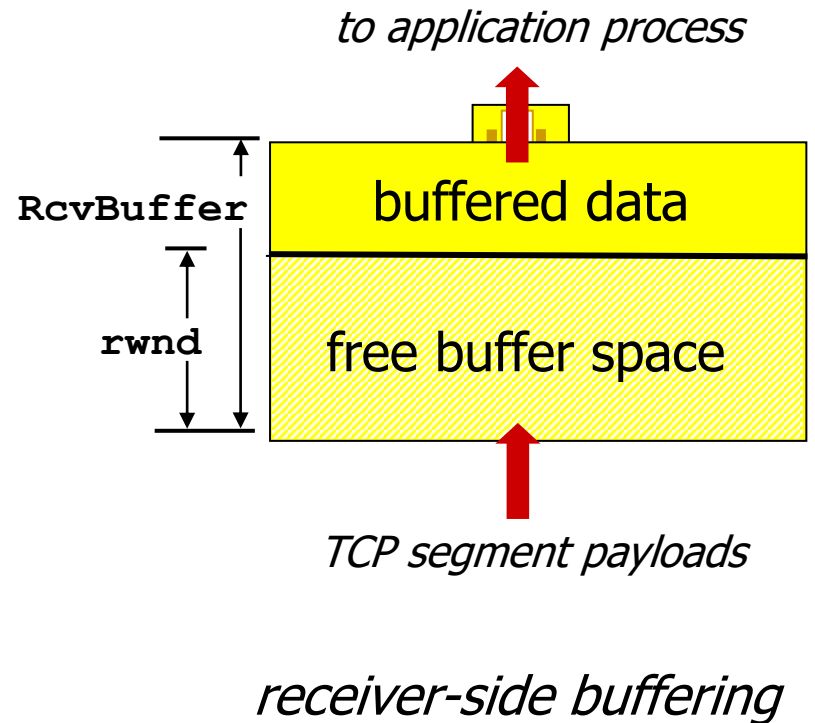 to application process
RcvBuffer
buffered data
rwnd
free buffer space
TCP segment payloads
receiver-side buffering